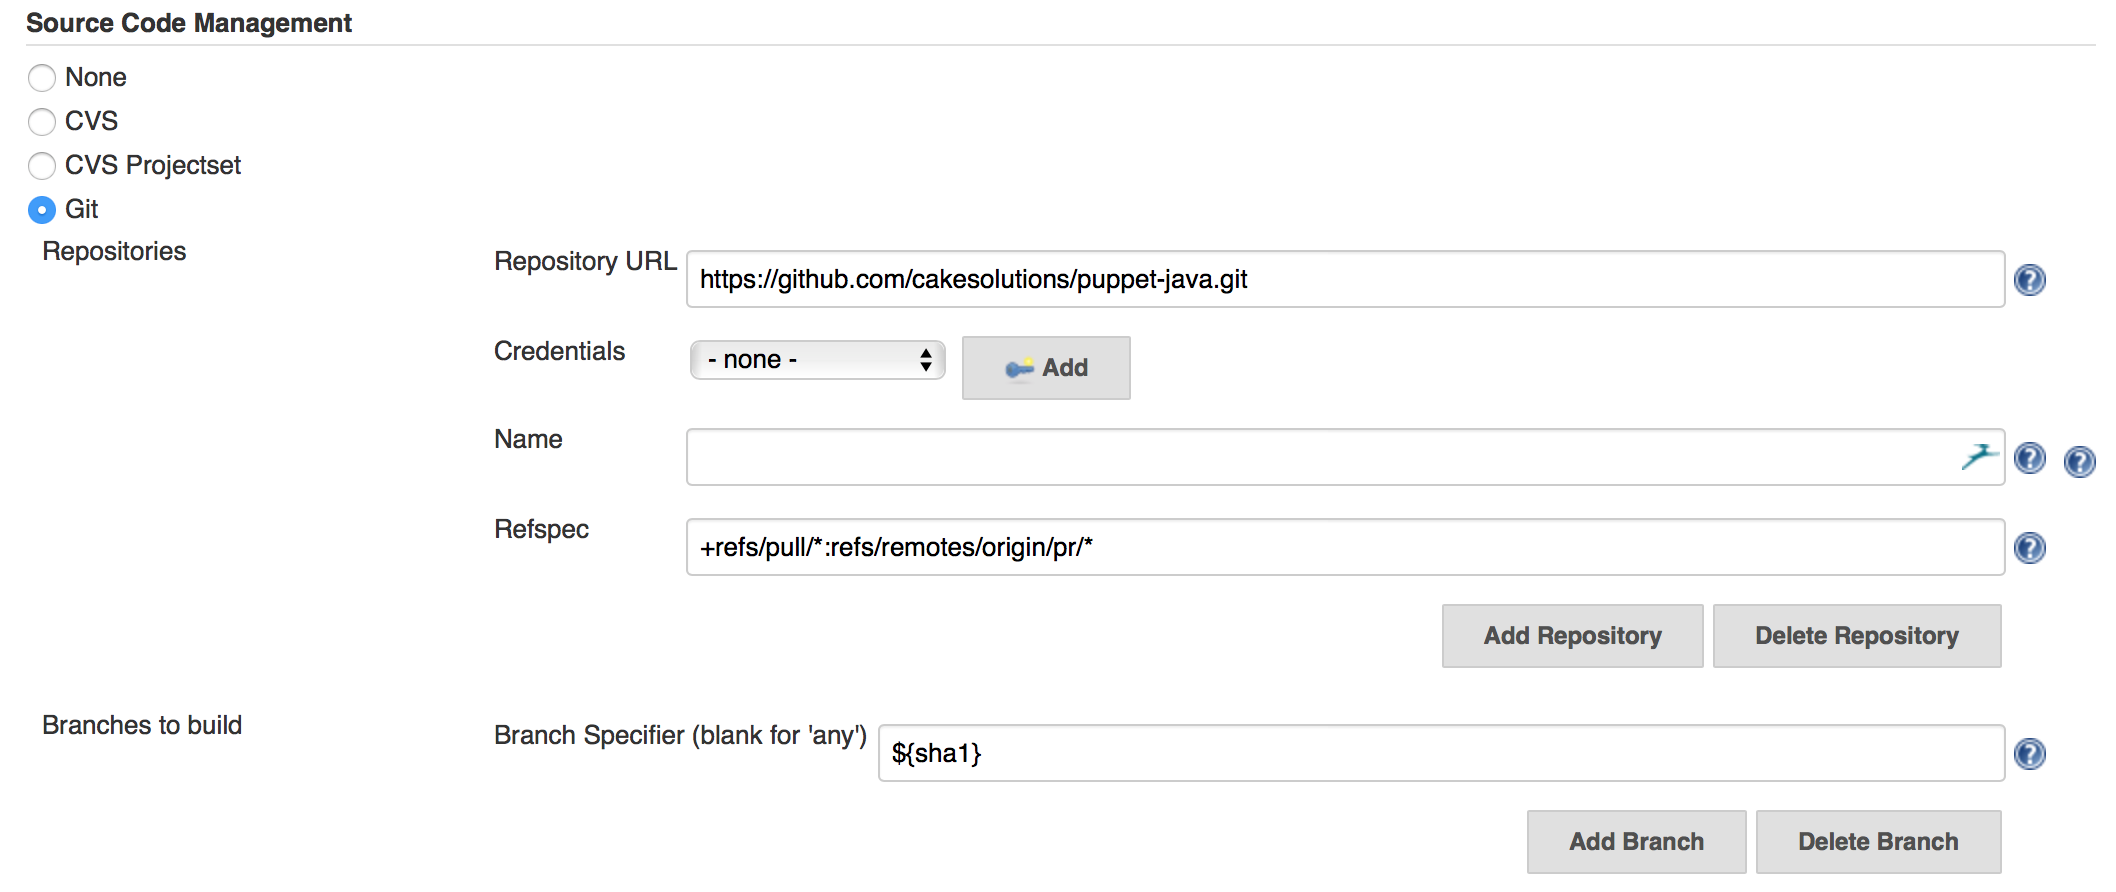 Source Code Management
None
CVS
CVS Projectset
Git
Repositories
Repository URL https://github.com/cakesolutions/puppet-java.git
Credentials - none - Add
Name
Refspec +refs/pull/*:refs/remotes/origin/pr/*
Add Repository Delete Repository
Branches to build
Branch Specifier (blank for 'any') ${sha1}
Add Branch Delete Branch